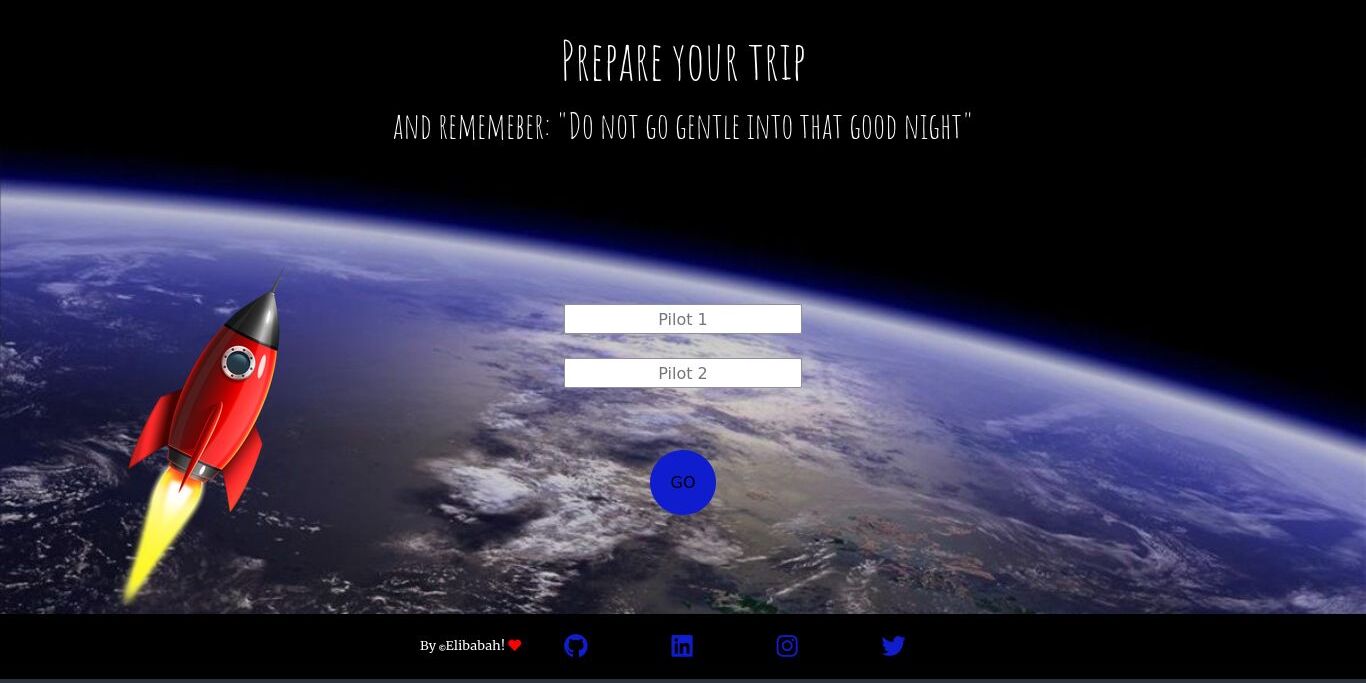 Prepare your trip
and rememeber: "Do not go gentle into that good night"
Pilot 1
Pilot 2
GO
By ©Elibabah!